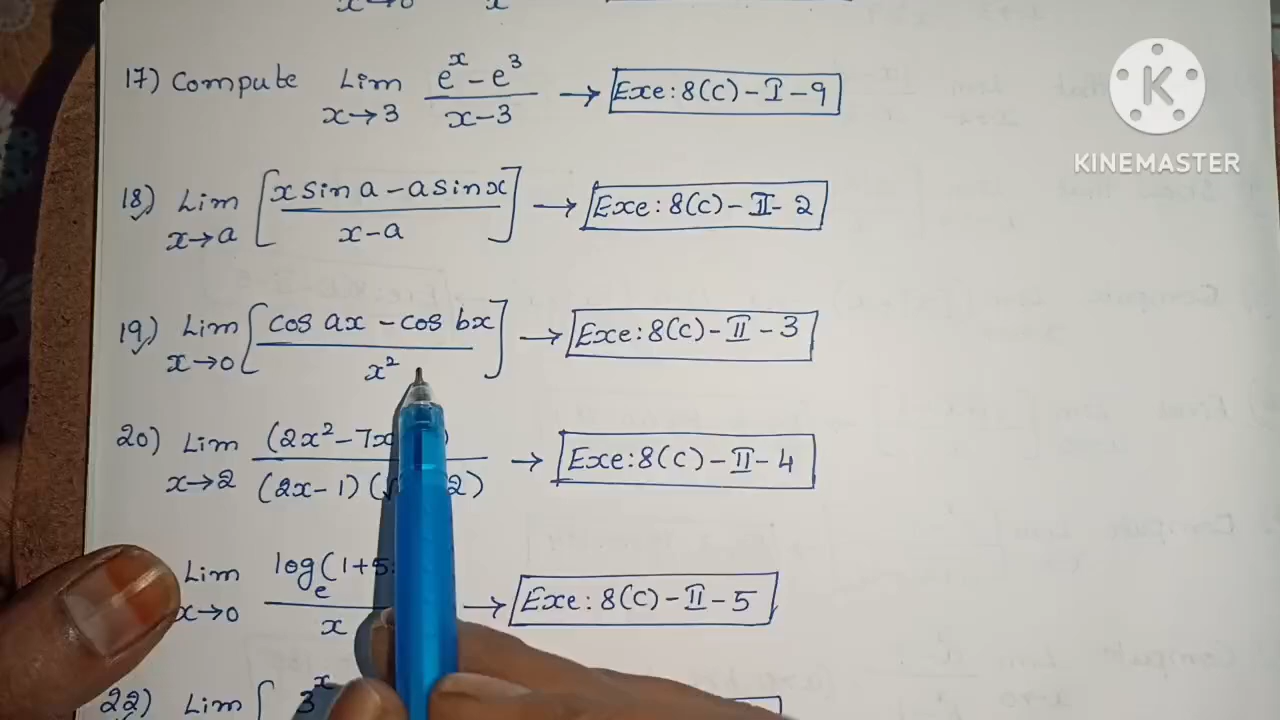 x→0 x
17) Compute Lim x→3 e^x - e^3 / x-3 → Exe: 8(c) - I - 9
K
KINEMASTER
18) Lim x→a [x sin a - a sin x / x-a] → Exe: 8(c) - II - 2
19) Lim x→0 [cos ax - cos bx / x²] → Exe: 8(c) - II - 3
20) Lim x→2 (2x² - 7x ) / (2x-1)( 2) → Exe: 8(c) - II - 4
Lim x→0 log_e(1+5 / x → Exe: 8(c) - II - 5
22) Lim [ 3^x